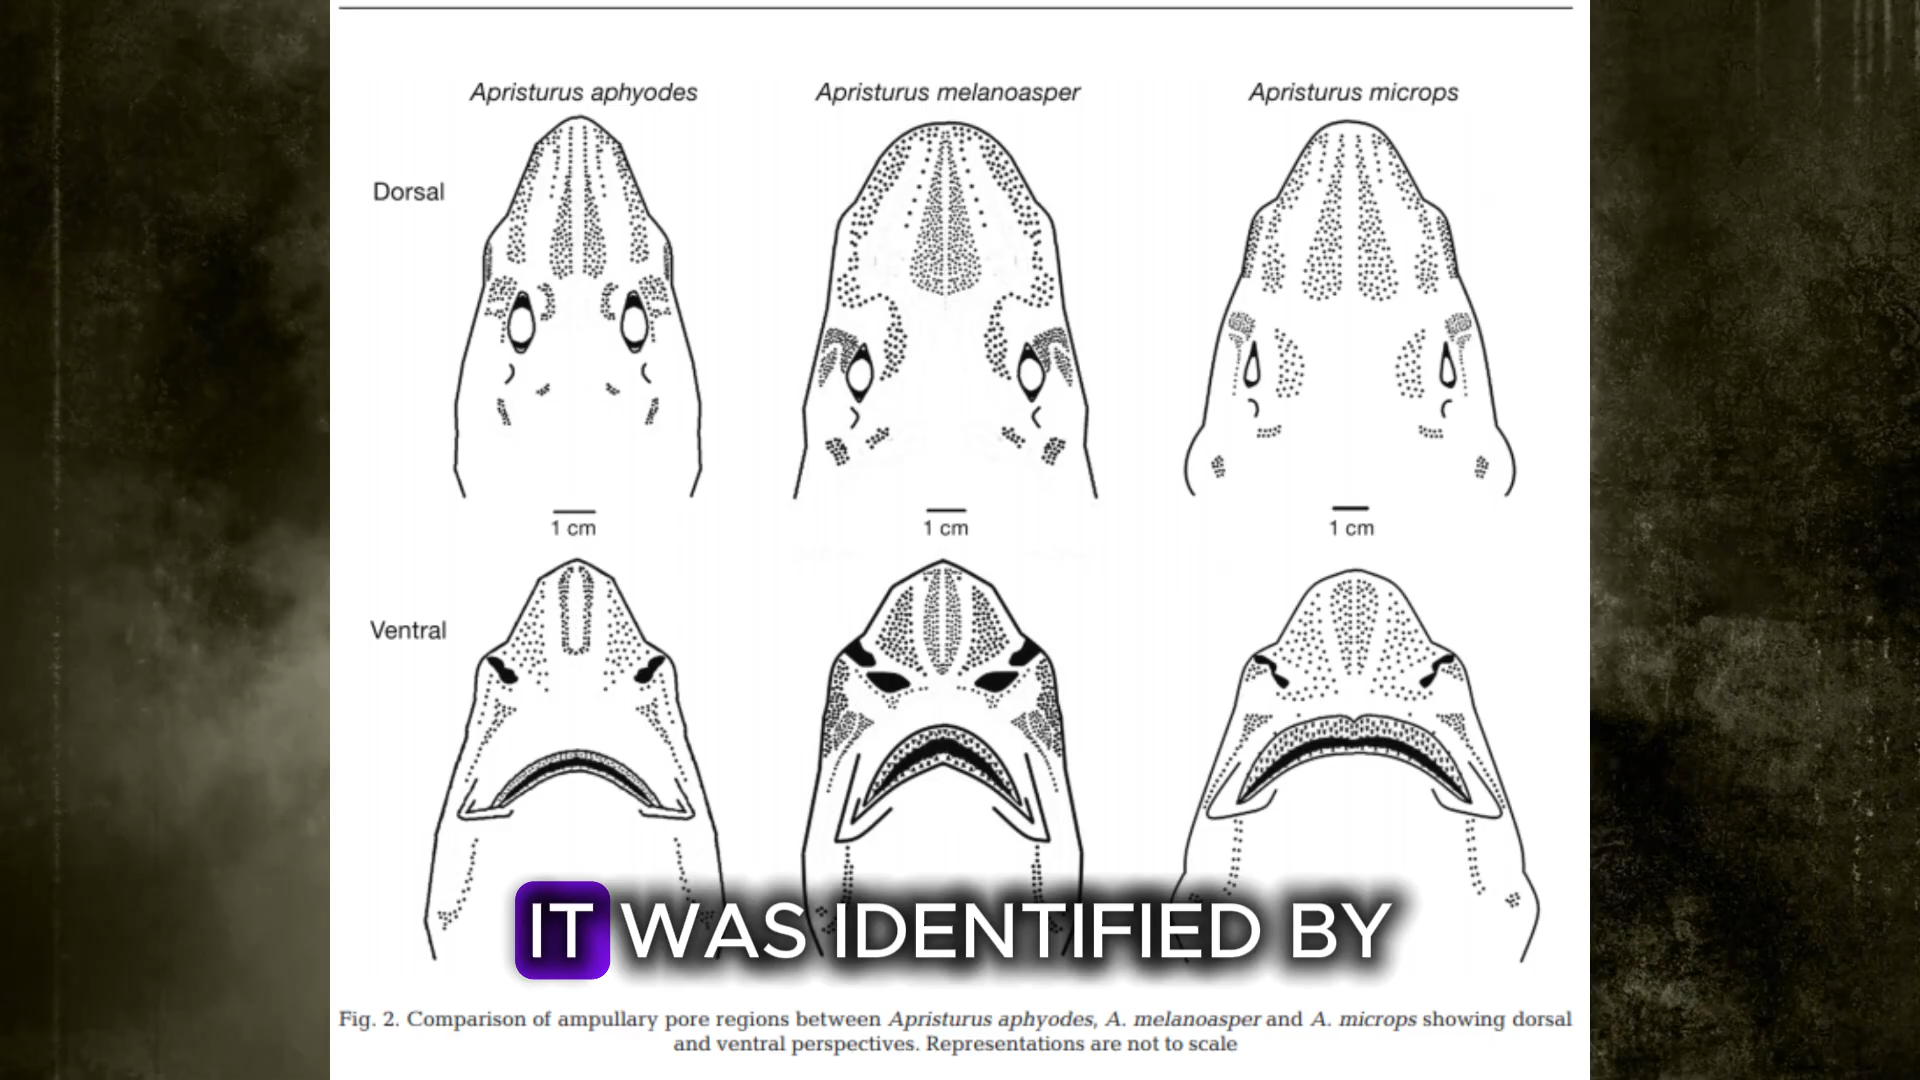 Apristurus aphyodes
Apristurus melanoasper
Apristurus microps
Dorsal
1 cm
1 cm
1 cm
Ventral
IT WAS IDENTIFIED BY
Fig. 2. Comparison of ampullary pore regions between Apristurus aphyodes, A. melanoasper and A. microps showing dorsal
and ventral perspectives. Representations are not to scale